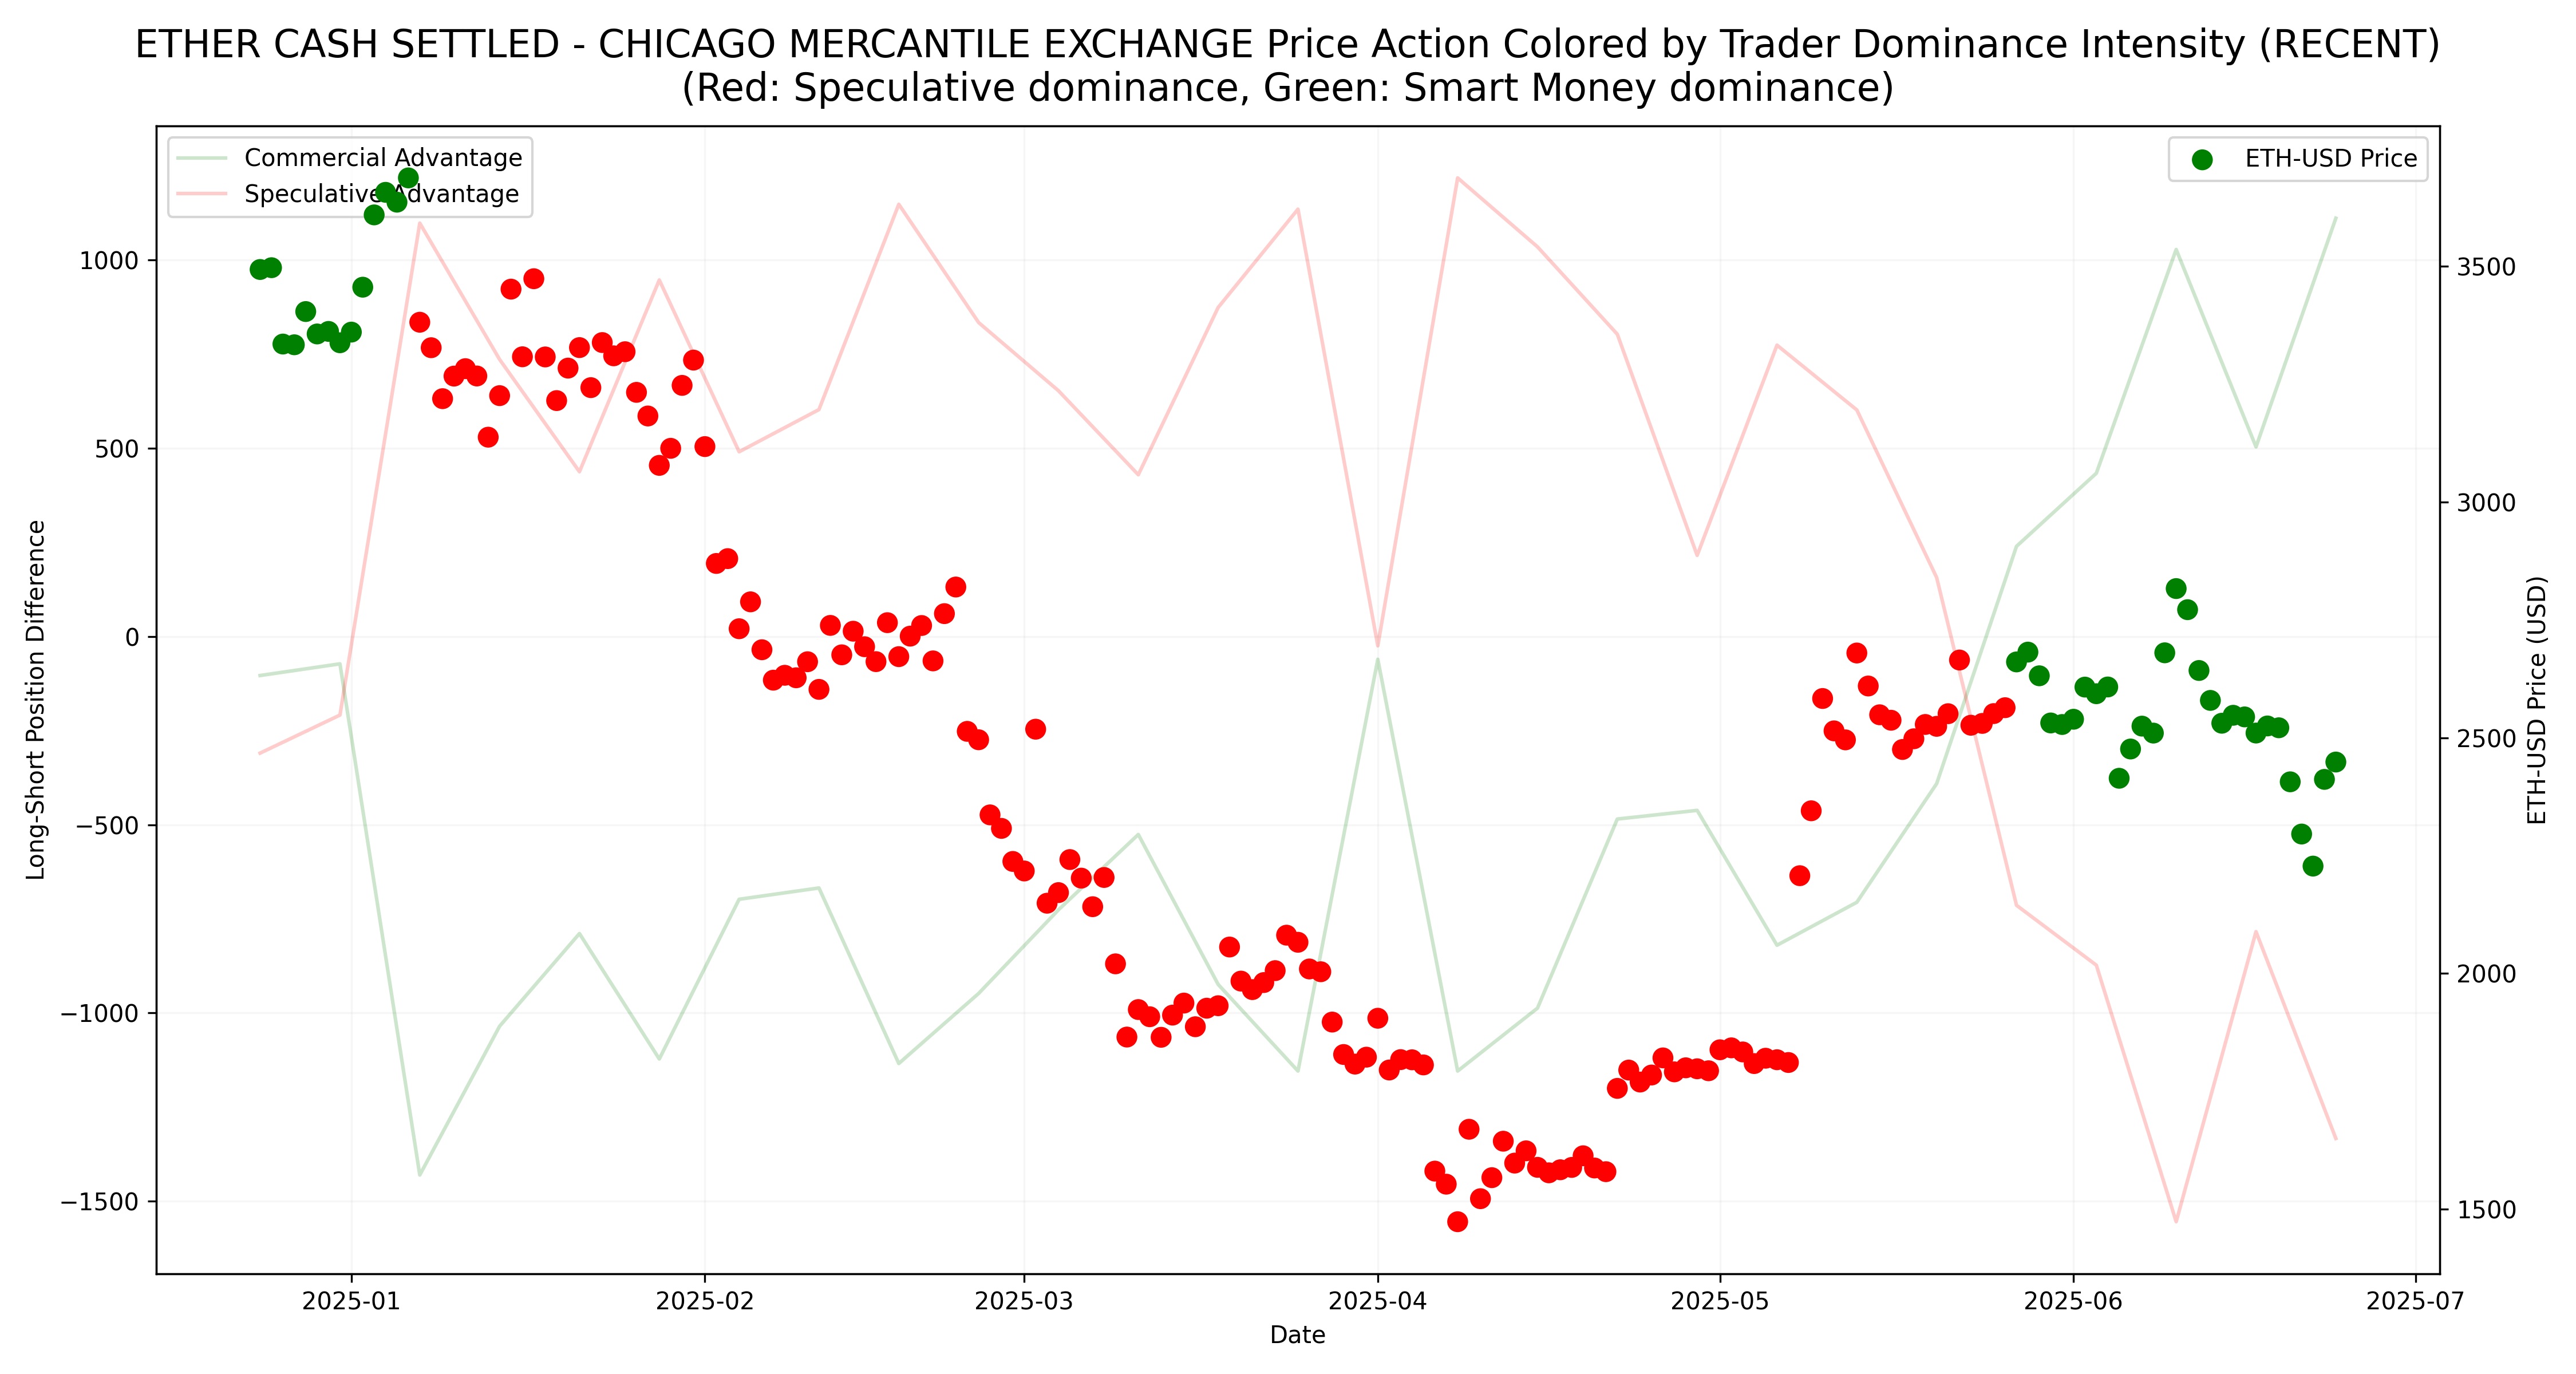 ETHER CASH SETTLED - CHICAGO MERCANTILE EXCHANGE Price Action Colored by Trader Dominance Intensity (RECENT)
(Red: Speculative dominance, Green: Smart Money dominance)
Commercial Advantage
Speculative Advantage
ETH-USD Price
1000
500
0
−500
−1000
−1500
Long-Short Position Difference
3500
3000
2500
2000
1500
ETH-USD Price (USD)
2025-01
2025-02
2025-03
2025-04
2025-05
2025-06
2025-07
Date